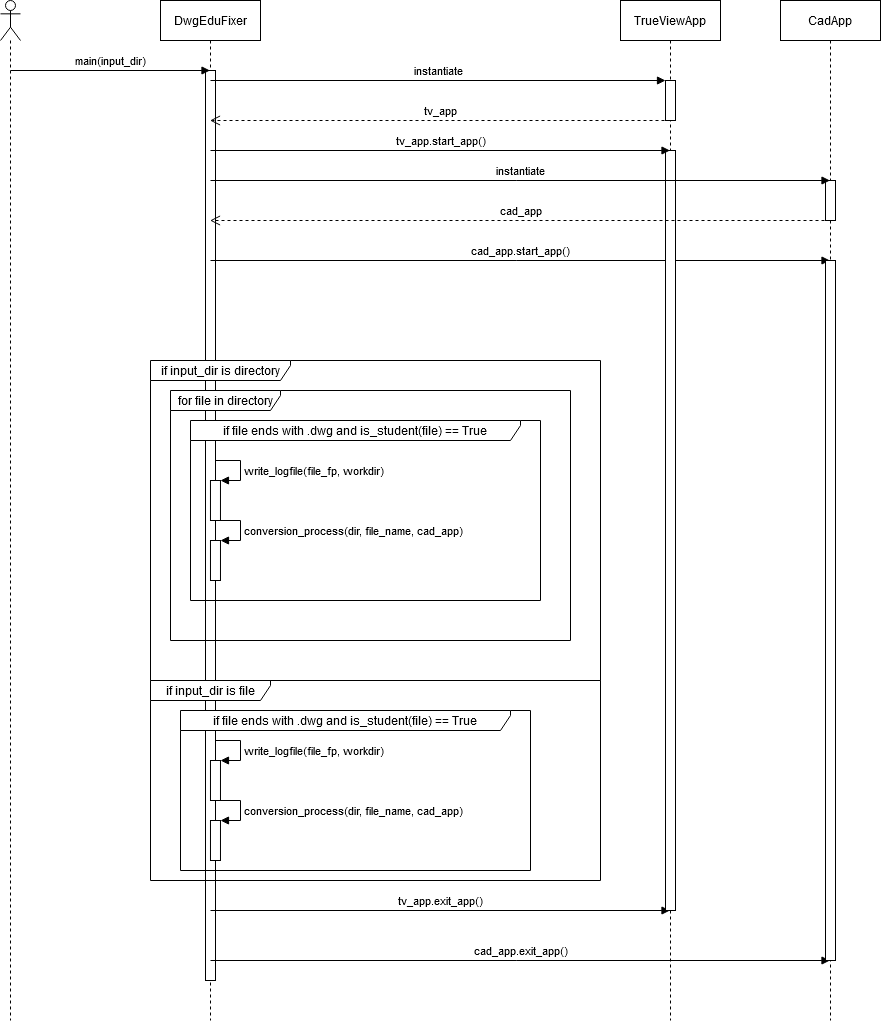 DwgEduFixer
TrueViewApp
CadApp
main(input_dir)
instantiate
tv_app
tv_app.start_app()
instantiate
cad_app
cad_app.start_app()
if input_dir is directory
for file in directory
if file ends with .dwg and is_student(file) == True
write_logfile(file_fp, workdir)
conversion_process(dir, file_name, cad_app)
if input_dir is file
if file ends with .dwg and is_student(file) == True
write_logfile(file_fp, workdir)
conversion_process(dir, file_name, cad_app)
tv_app.exit_app()
cad_app.exit_app()